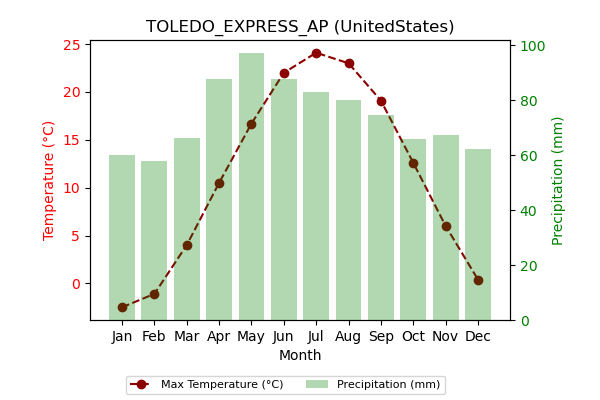 TOLEDO_EXPRESS_AP (UnitedStates)
25
20
15
10
5
0
Temperature (°C)
100
80
60
40
20
0
Precipitation (mm)
Jan Feb Mar Apr May Jun Jul Aug Sep Oct Nov Dec
Month
Max Temperature (°C) Precipitation (mm)